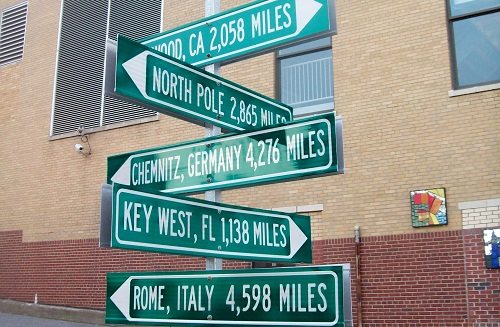 WOOD, CA 2,058 MILES
NORTH POLE 2,865 MILES
CHEMNITZ, GERMANY 4,276 MILES
KEY WEST, FL 1,138 MILES
ROME, ITALY 4,598 MILES